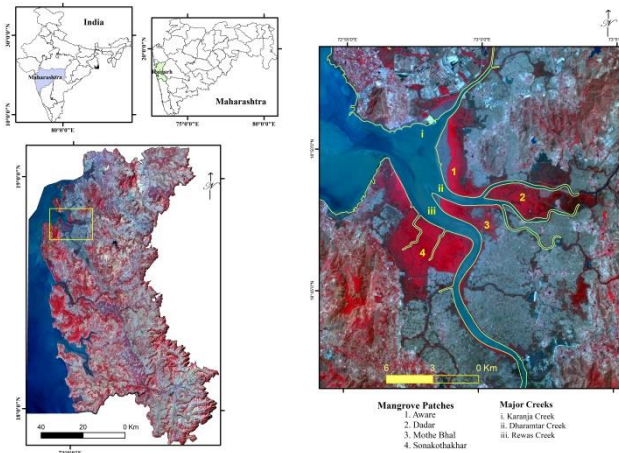 India
Maharashtra
80°0'0"E
Maharashtra
75°0'0"E 80°0'0"E
N
40 20 0 Km
N
i
1
ii
2
iii
3
4
6 3 0 Km
Mangrove Patches
1. Aware
2. Dadar
3. Mothe Bhal
4. Sonakothakhar
Major Creeks
i. Karanja Creek
ii. Dharamtar Creek
iii. Rewas Creek